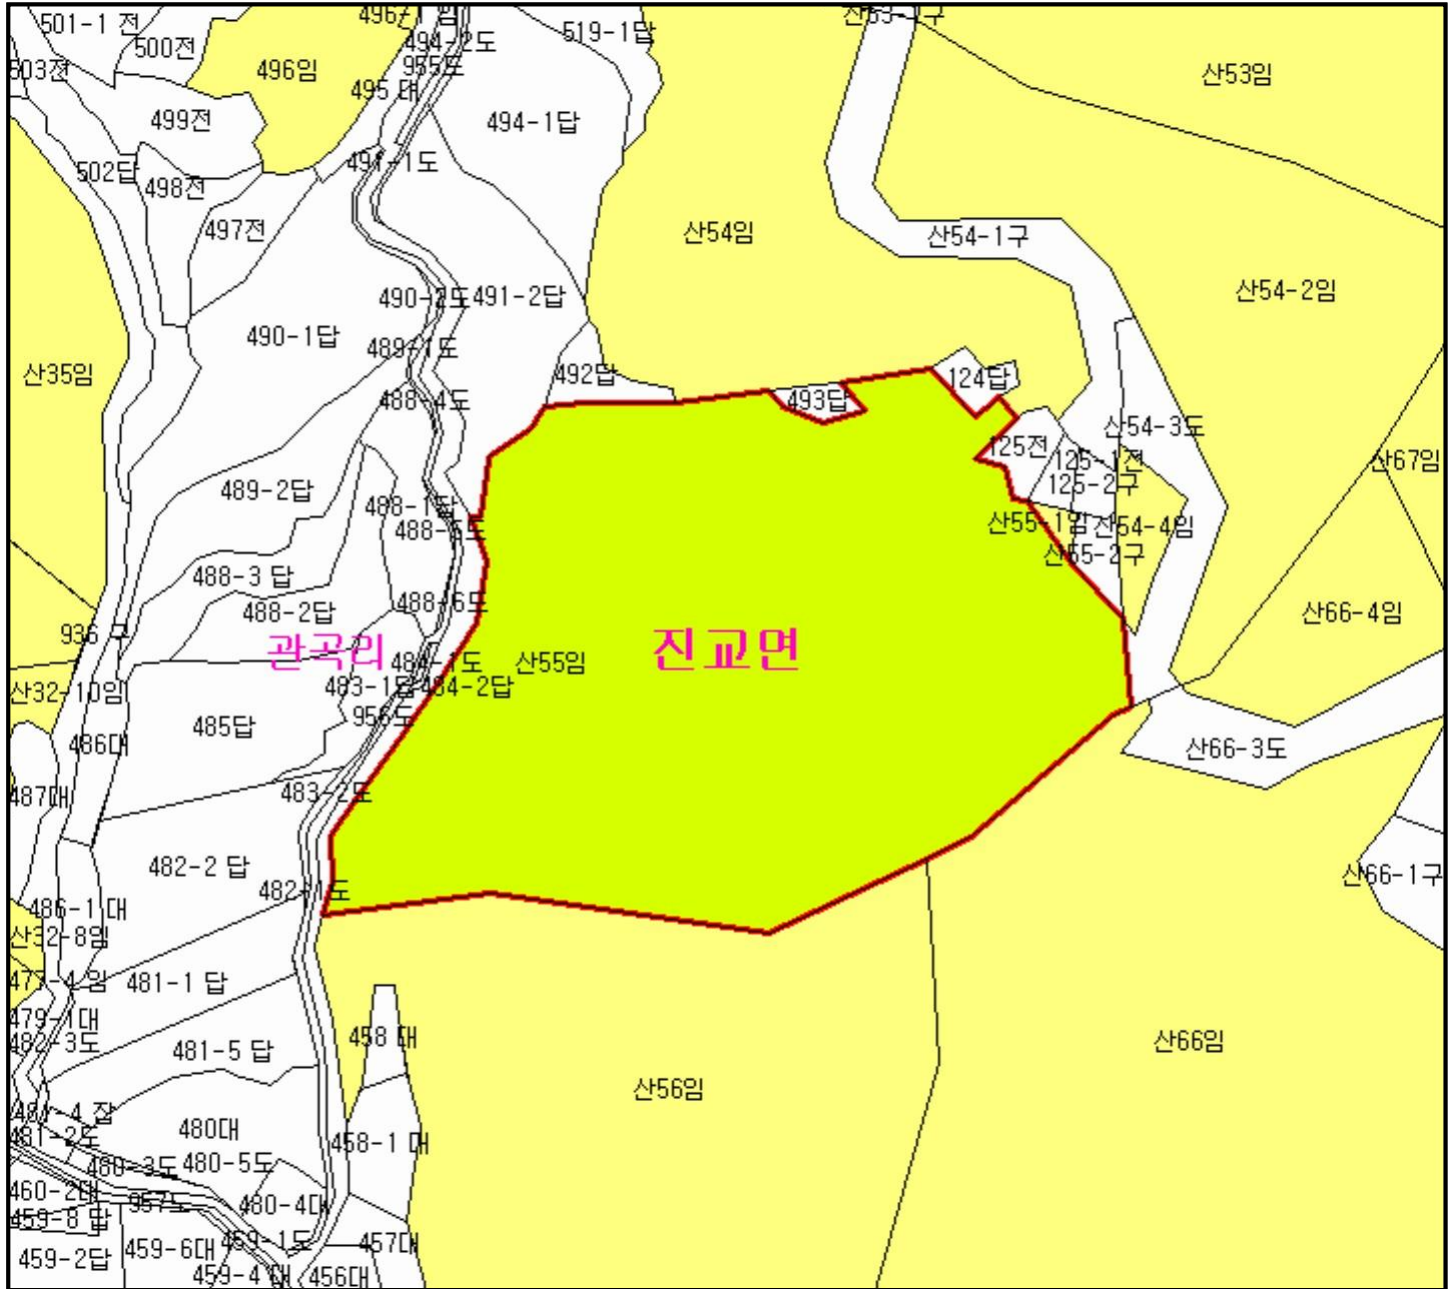 501-1 전
500전
494-2도
519-1답
503전
496임
955도
495 대
산53임
499전
494-1답
491-1도
502답
498전
497전
산54임
산54-1구
490-2도
491-2답
산54-2임
490-1답
489-1도
산35임
492답
124답
488-4도
493답
산54-3도
125전
125-1전
산67임
489-2답
125-2구
488-1답
488-5도
산55-1임
산54-4임
산55-2구
488-3 답
488-2답
488-6도
산66-4임
936 구
관곡리
진교면
484-1도
산55임
483-1답
484-2답
산32-10임
956도
485답
486대
산66-3도
483-2도
487대
482-2 답
산66-1구
482-1도
486-1 대
산32-8임
477-4 임
481-1 답
479-1대
482-3도
458 대
산66임
481-5 답
산56임
481-4 잡
481-2도
480대
458-1 대
480-3도
480-5도
460-2대
957도
480-4대
459-8 답
459-1도
457대
459-2답
459-6대
459-4 대
456대